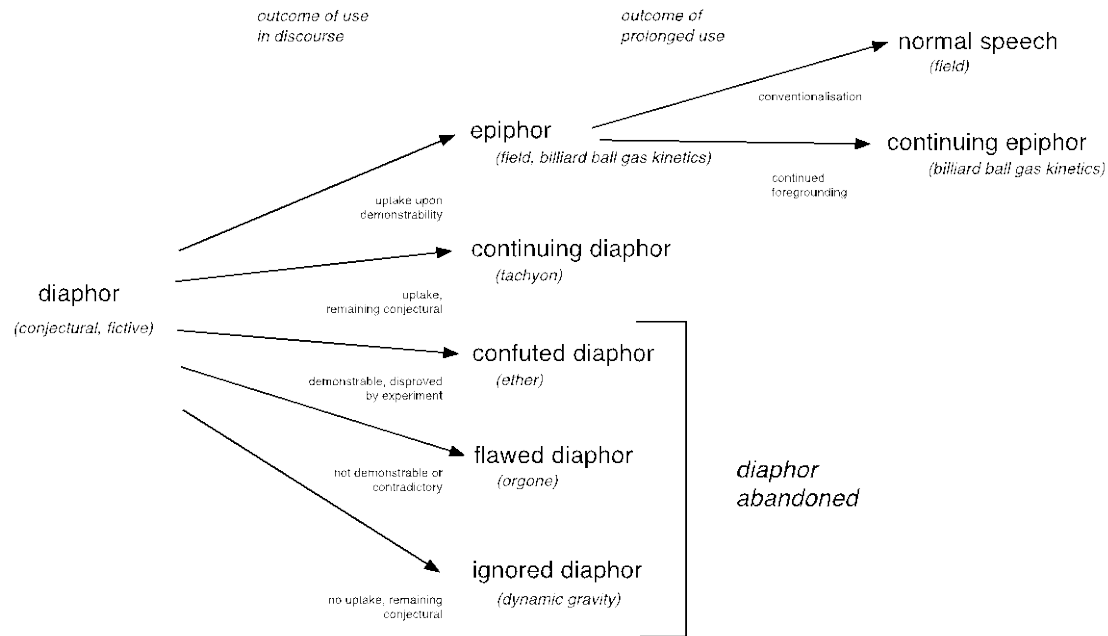 outcome of use
in discourse
outcome of
prolonged use
normal speech
(field)
conventionalisation
epiphor
(field, billiard ball gas kinetics)
continuing epiphor
(billiard ball gas kinetics)
continued
foregrounding
uptake upon
demonstrability
continuing diaphor
(tachyon)
diaphor
(conjectural, fictive)
uptake,
remaining conjectural
confuted diaphor
(ether)
demonstrable, disproved
by experiment
flawed diaphor
(orgone)
not demonstrable or
contradictory
diaphor
abandoned
ignored diaphor
(dynamic gravity)
no uptake, remaining
conjectural